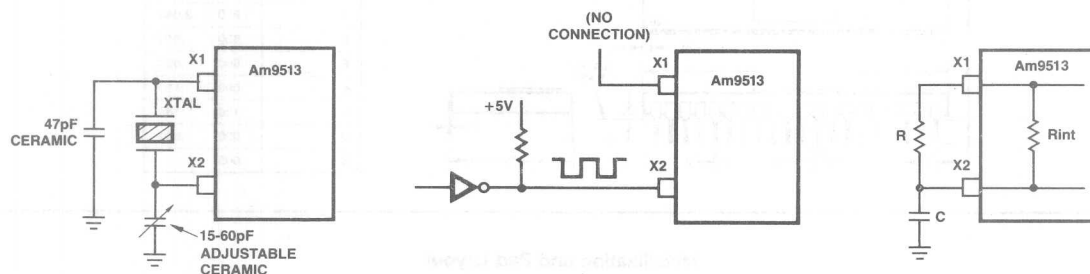 X1
Am9513
XTAL
47pF
CERAMIC
X2
15-60pF
ADJUSTABLE
CERAMIC
(NO
CONNECTION)
X1
Am9513
+5V
X2
X1
Am9513
R
Rint
X2
C